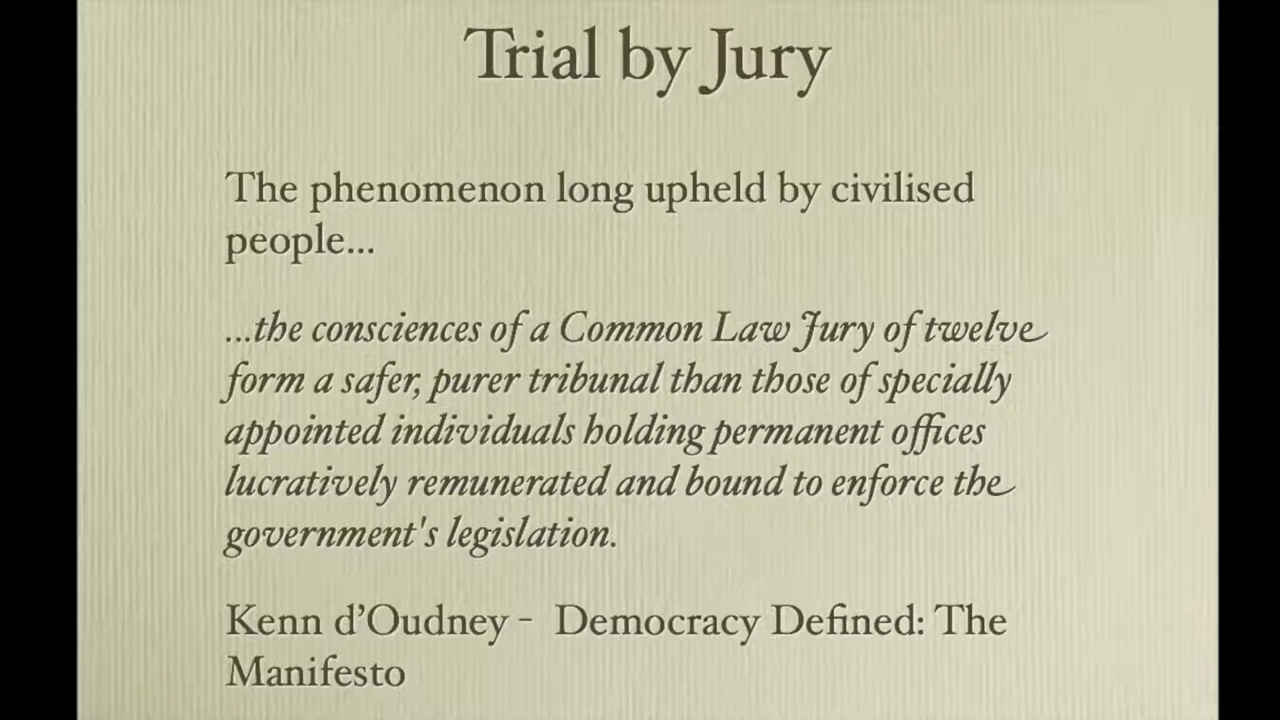 Trial by Jury
The phenomenon long upheld by civilised
people...
...the consciences of a Common Law Jury of twelve
form a safer, purer tribunal than those of specially
appointed individuals holding permanent offices
lucratively remunerated and bound to enforce the
government's legislation.
Kenn d’Oudney - Democracy Defined: The
Manifesto